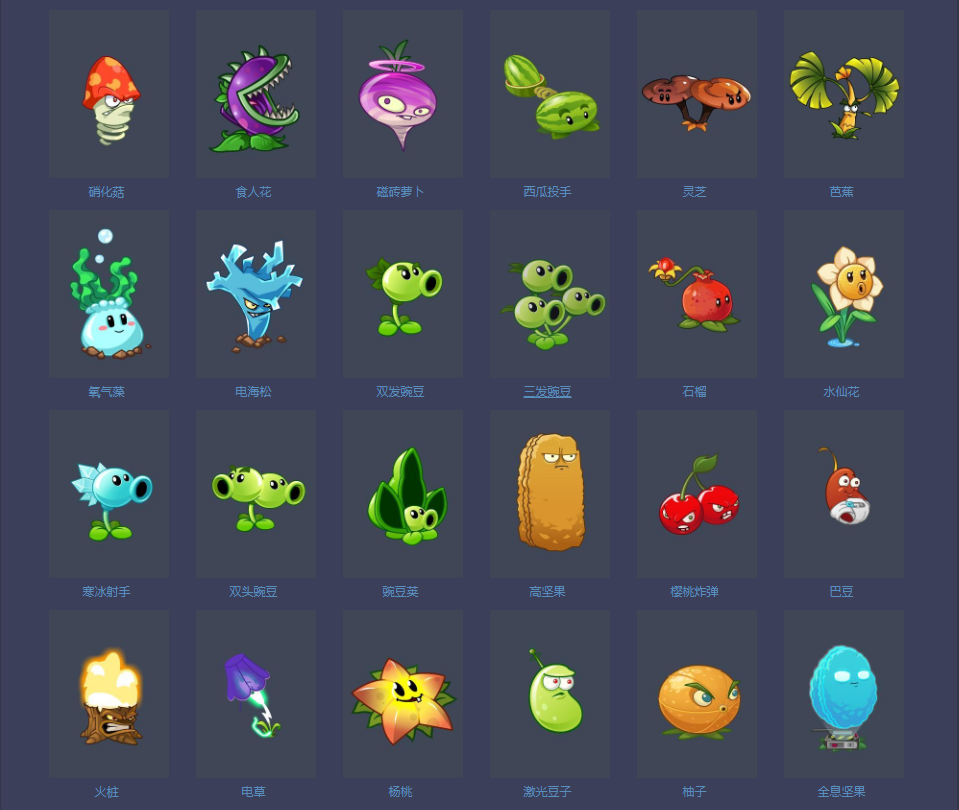 硝化菇
食人花
磁砖萝卜
西瓜投手
灵芝
芭蕉
氧气藻
电海松
双发豌豆
三发豌豆
石榴
水仙花
寒冰射手
双头豌豆
豌豆荚
高坚果
樱桃炸弹
巴豆
火桩
电草
杨桃
激光豆子
柚子
全息坚果